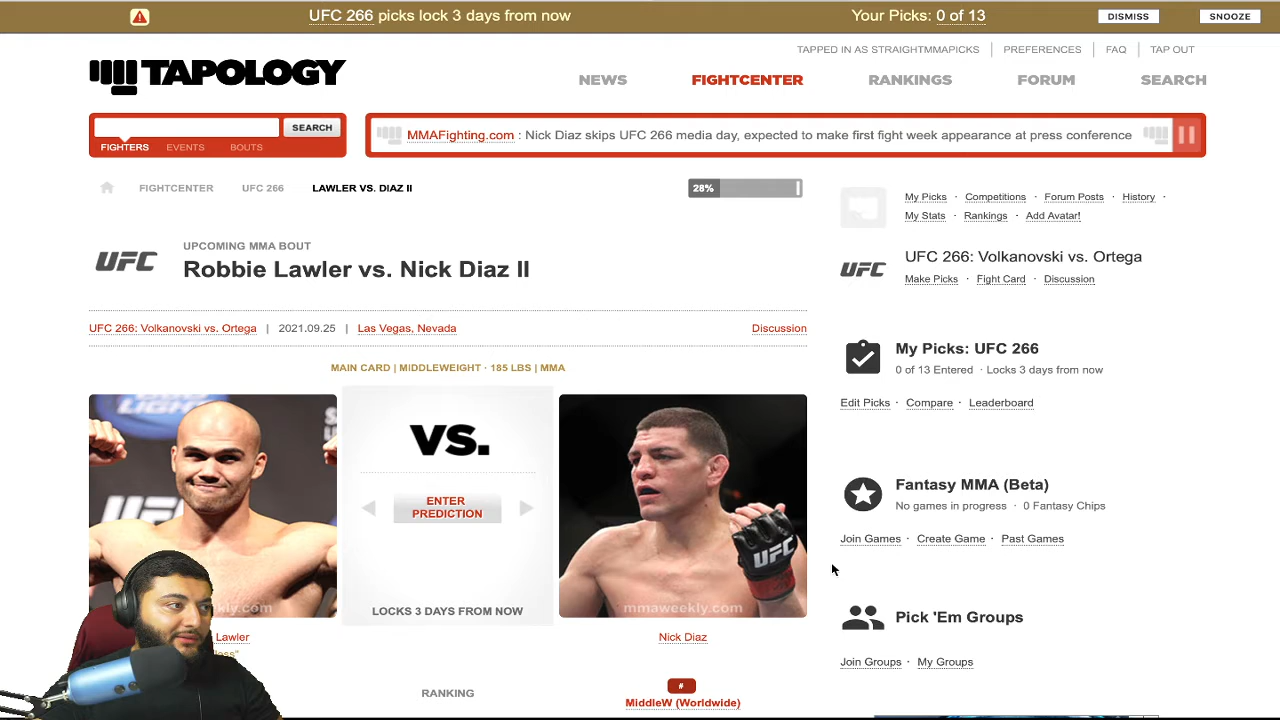 UFC 266 picks lock 3 days from now
Your Picks: 0 of 13
DISMISS
SNOOZE
TAPPED IN AS STRAIGHTMMAPICKS
PREFERENCES
FAQ
TAP OUT
TAPOLOGY
NEWS
FIGHTCENTER
RANKINGS
FORUM
SEARCH
SEARCH
FIGHTERS
EVENTS
BOUTS
MMAFighting.com : Nick Diaz skips UFC 266 media day, expected to make first fight week appearance at press conference
FIGHTCENTER
UFC 266
LAWLER VS. DIAZ II
28%
My Picks · Competitions · Forum Posts · History ·
My Stats · Rankings · Add Avatar!
UFC
UPCOMING MMA BOUT
Robbie Lawler vs. Nick Diaz II
UFC
UFC 266: Volkanovski vs. Ortega
Make Picks · Fight Card · Discussion
UFC 266: Volkanovski vs. Ortega | 2021.09.25 | Las Vegas, Nevada
Discussion
MAIN CARD | MIDDLEWEIGHT · 185 LBS | MMA
My Picks: UFC 266
0 of 13 Entered · Locks 3 days from now
Edit Picks · Compare · Leaderboard
VS.
ENTER
PREDICTION
LOCKS 3 DAYS FROM NOW
UFC
mmaweekly.com
Lawler
Nick Diaz
RANKING
#
MiddleW (Worldwide)
Fantasy MMA (Beta)
No games in progress · 0 Fantasy Chips
Join Games · Create Game · Past Games
Pick 'Em Groups
Join Groups · My Groups